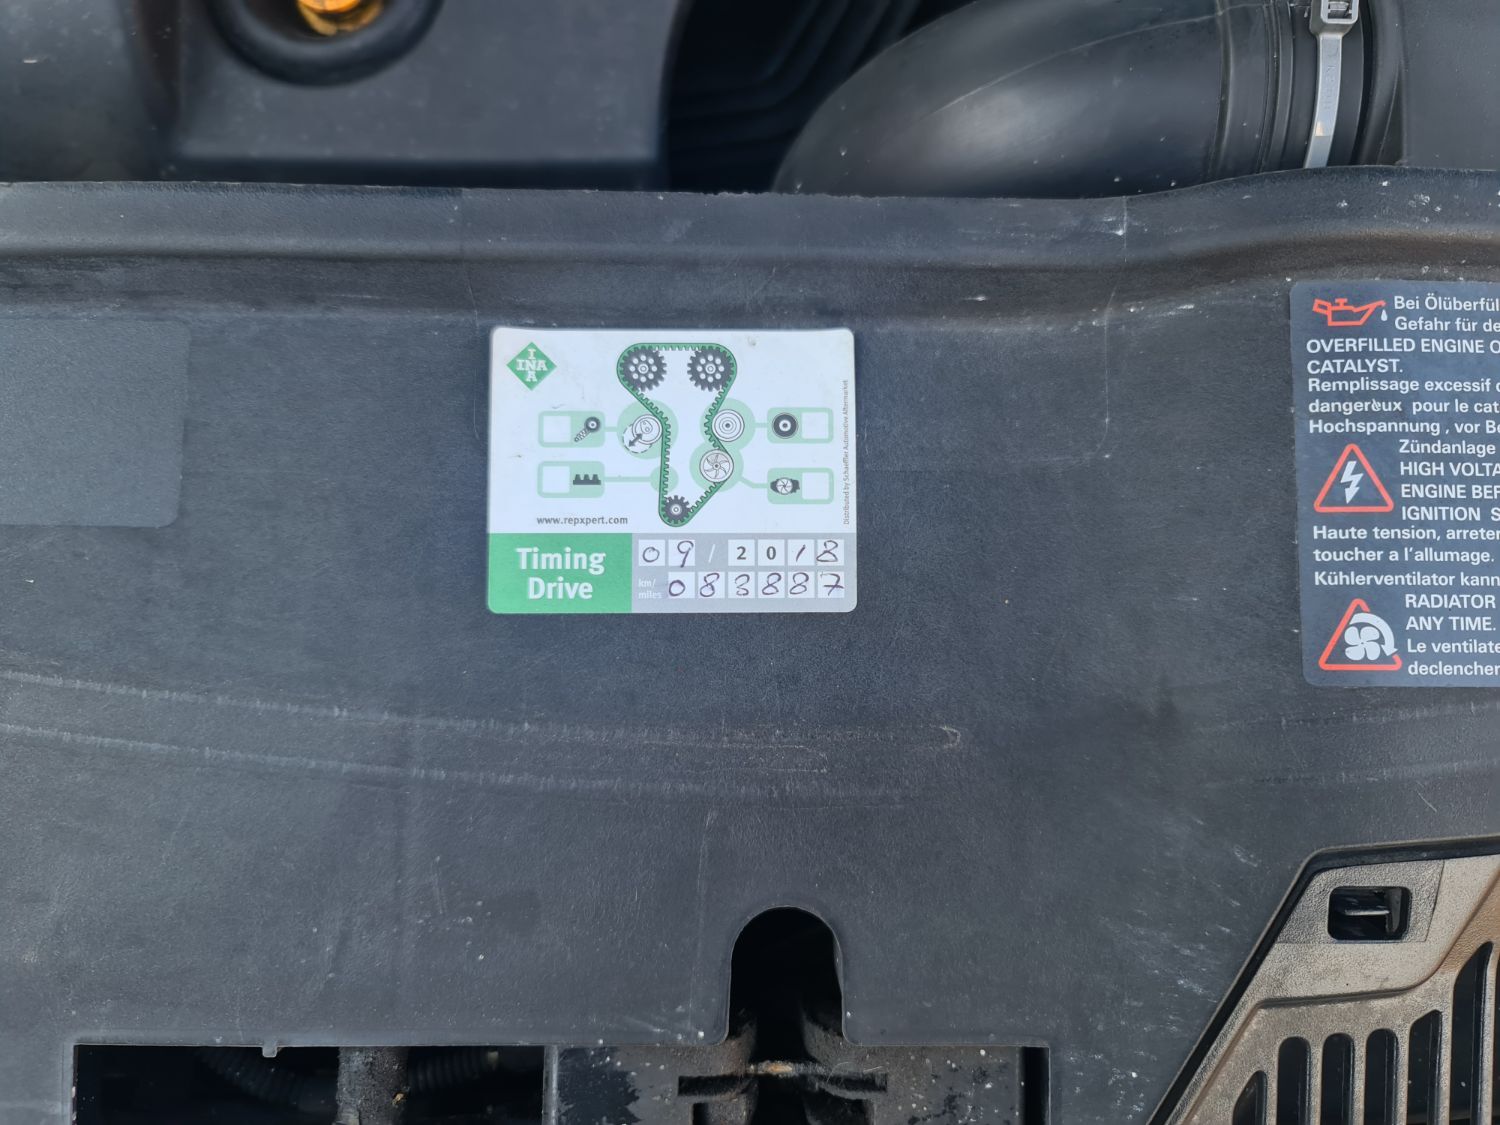 INA
www.repxpert.com
Distributed by Schaeffler Automotive Aftermarket
Timing
Drive
09 / 2018
km/
miles
083887
Bei Ölüberfül
Gefahr für de
OVERFILLED ENGINE O
CATALYST.
Remplissage excessif
dangereux pour le cat
Hochspannung , vor Be
Zündanlage
HIGH VOLTA
ENGINE BEF
IGNITION S
Haute tension, arreter
toucher a l'allumage.
Kühlerventilator kann
RADIATOR
ANY TIME.
Le ventilate
declencher